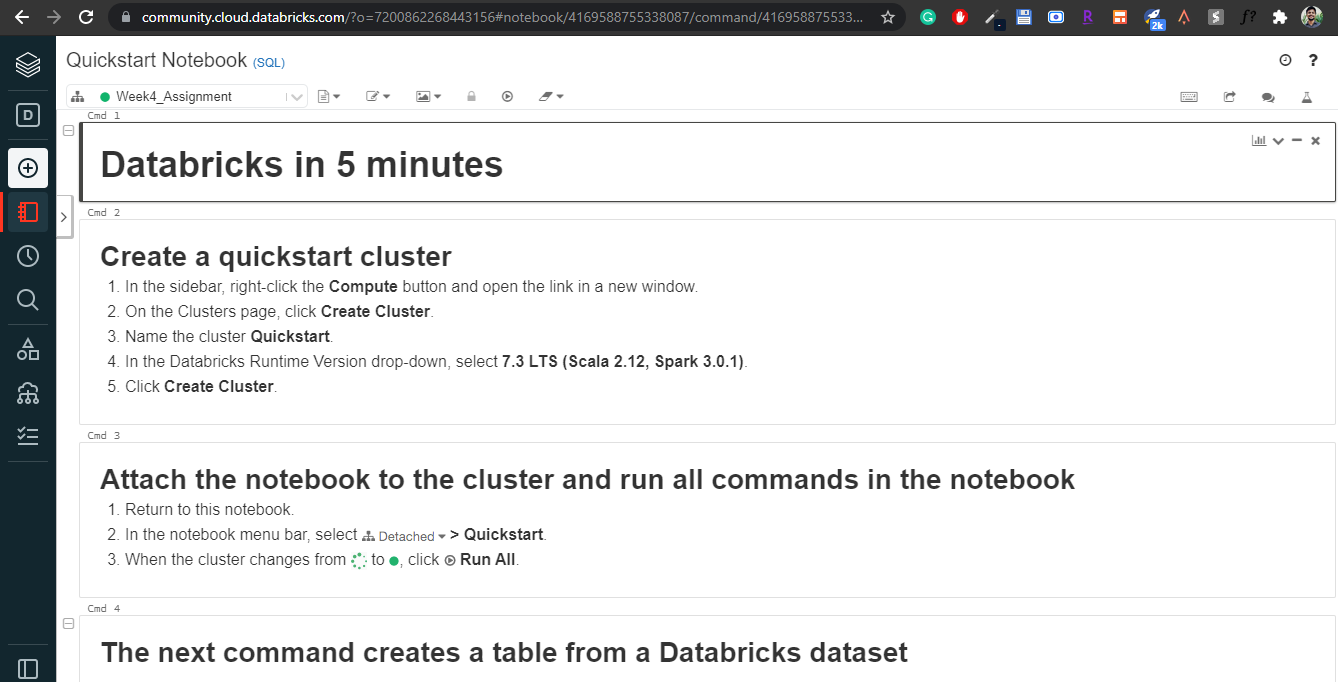 community.cloud.databricks.com/?o=7200862268443156#notebook/4169588755338087/command/416958875533...
2k
Quickstart Notebook (SQL)
Week4_Assignment
Cmd 1
Databricks in 5 minutes
Cmd 2
Create a quickstart cluster
1. In the sidebar, right-click the Compute button and open the link in a new window.
2. On the Clusters page, click Create Cluster.
3. Name the cluster Quickstart.
4. In the Databricks Runtime Version drop-down, select 7.3 LTS (Scala 2.12, Spark 3.0.1).
5. Click Create Cluster.
Cmd 3
Attach the notebook to the cluster and run all commands in the notebook
1. Return to this notebook.
2. In the notebook menu bar, select Detached > Quickstart.
3. When the cluster changes from to , click Run All.
Cmd 4
The next command creates a table from a Databricks dataset